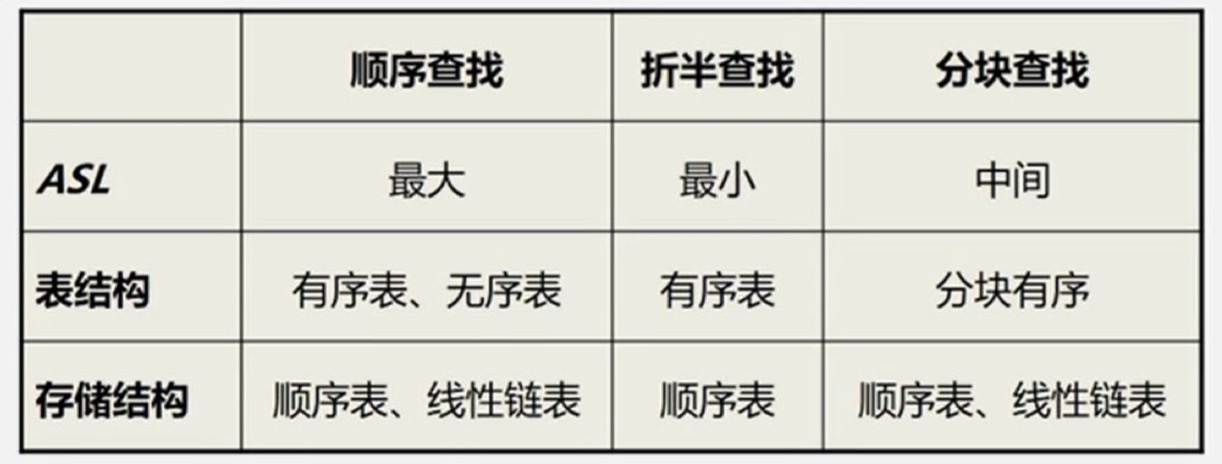 顺序查找 折半查找 分块查找
ASL 最大 最小 中间
表结构 有序表、无序表 有序表 分块有序
存储结构 顺序表、线性链表 顺序表 顺序表、线性链表